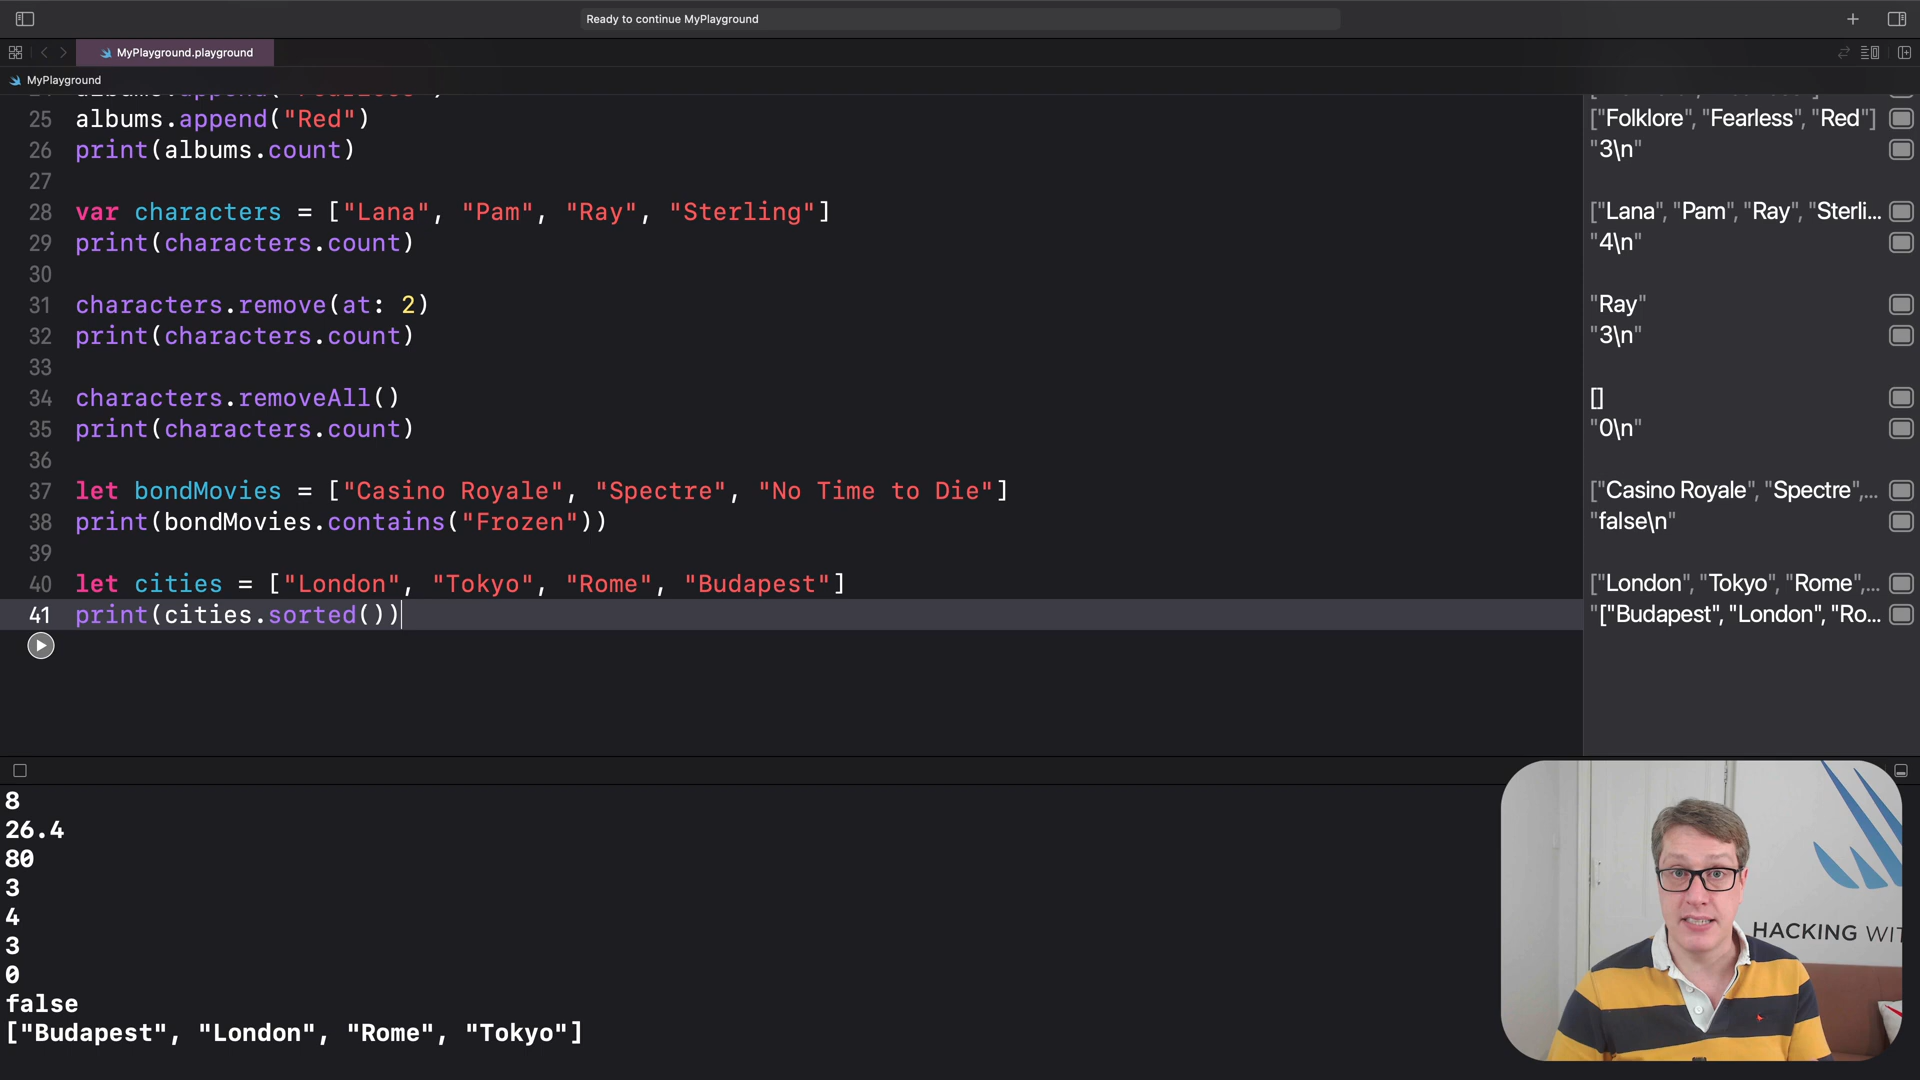 Ready to continue MyPlayground
MyPlayground.playground
MyPlayground
25 albums.append("Red")
26 print(albums.count)
27
28 var characters = ["Lana", "Pam", "Ray", "Sterling"]
29 print(characters.count)
30
31 characters.remove(at: 2)
32 print(characters.count)
33
34 characters.removeAll()
35 print(characters.count)
36
37 let bondMovies = ["Casino Royale", "Spectre", "No Time to Die"]
38 print(bondMovies.contains("Frozen"))
39
40 let cities = ["London", "Tokyo", "Rome", "Budapest"]
41 print(cities.sorted())
["Folklore", "Fearless", "Red"]
"3\n"
["Lana", "Pam", "Ray", "Sterli...
"4\n"
"Ray"
"3\n"
[]
"0\n"
["Casino Royale", "Spectre",...
"false\n"
["London", "Tokyo", "Rome",...
"["Budapest", "London", "Ro...
8
26.4
80
3
4
3
0
false
["Budapest", "London", "Rome", "Tokyo"]
HACKING WIT